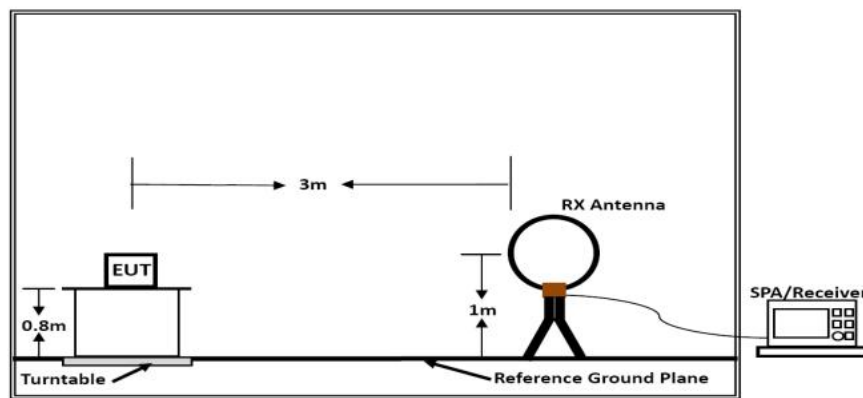 3m
RX Antenna
EUT
SPA/Receiver
0.8m
1m
Turntable
Reference Ground Plane